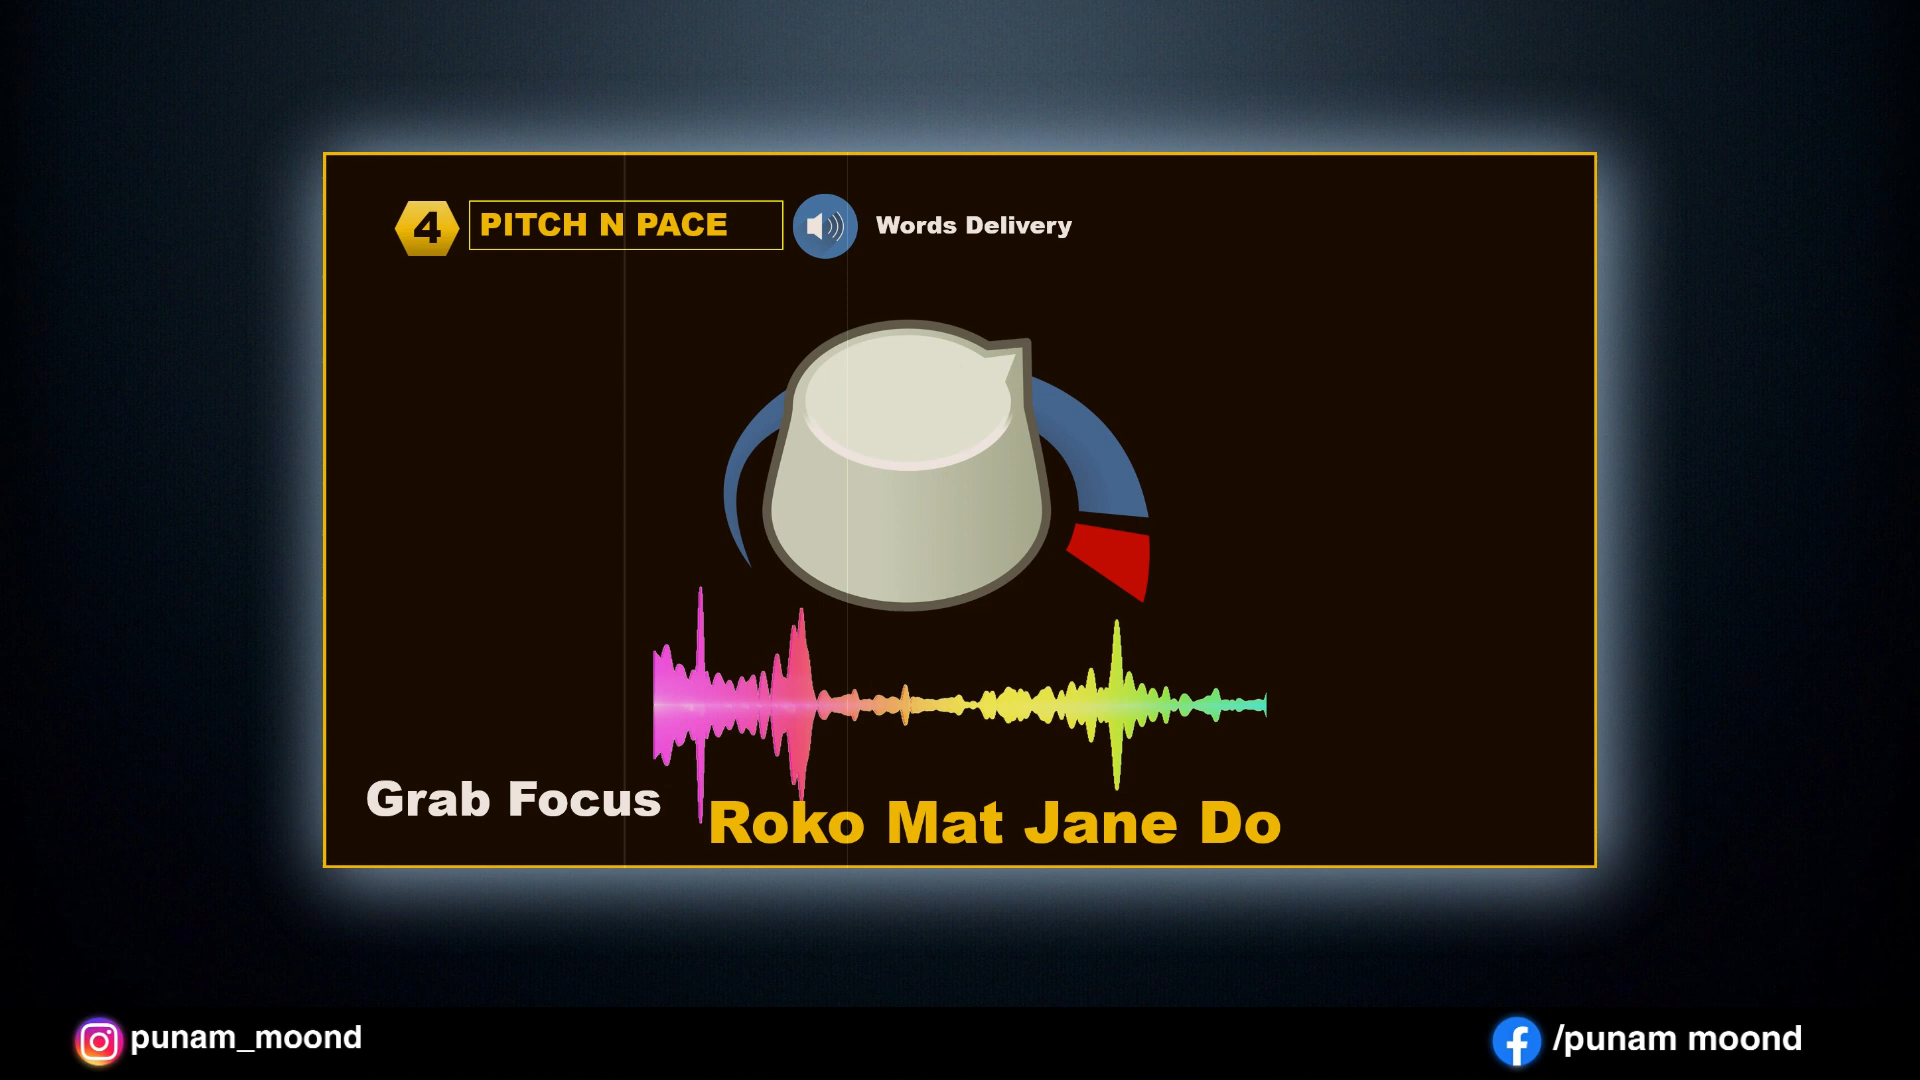 4 PITCH N PACE Words Delivery
Grab Focus
Roko Mat Jane Do
punam_moond
/punam moond